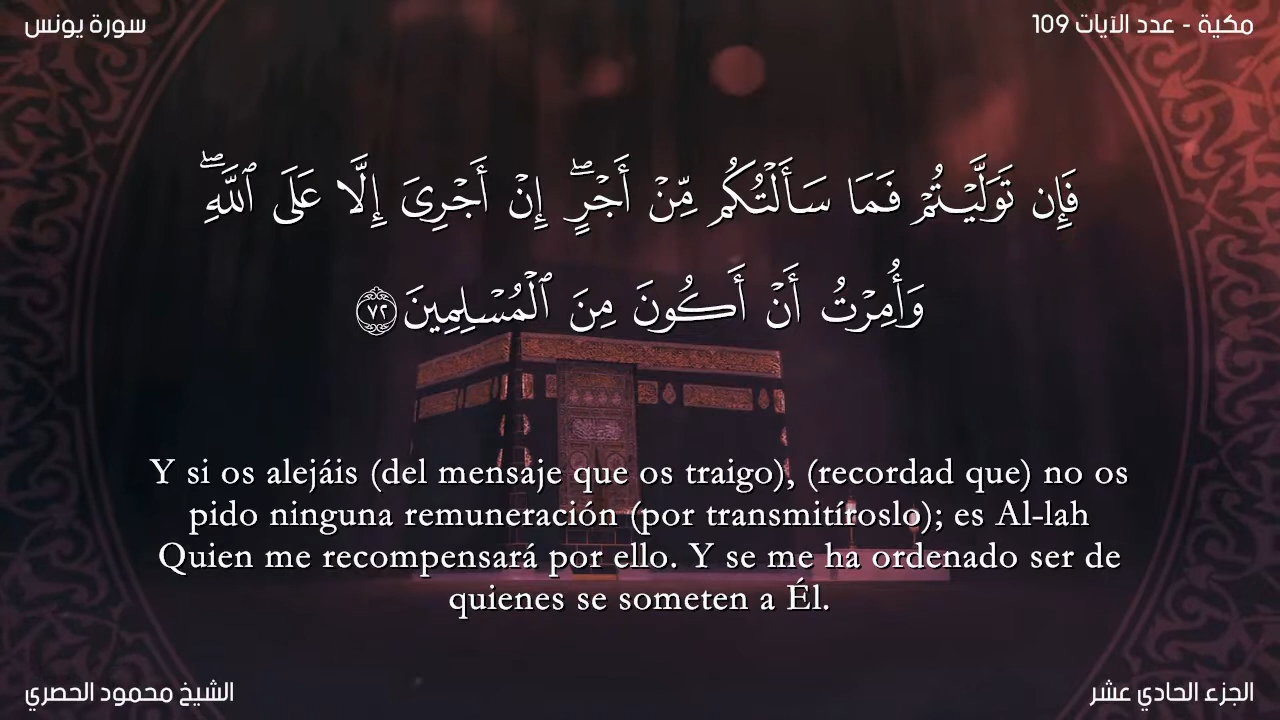 سورة يونس
مكية - عدد الآيات 109
فَإِن تَوَلَّيۡتُمۡ فَمَا سَأَلۡتُكُم مِّنۡ أَجۡرٍۖ إِنۡ أَجۡرِيَ إِلَّا عَلَى ٱللَّهِۖ
وَأُمِرۡتُ أَنۡ أَكُونَ مِنَ ٱلۡمُسۡلِمِينَ ٧٢
Y si os alejáis (del mensaje que os traigo), (recordad que) no os
pido ninguna remuneración (por transmitíroslo); es Al-lah
Quien me recompensará por ello. Y se me ha ordenado ser de
quienes se someten a Él.
الشيخ محمود الحصري
الجزء الحادي عشر